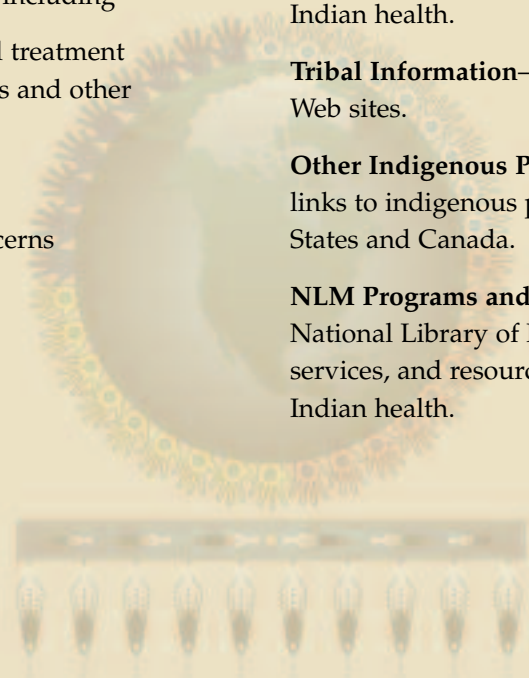 including
treatment
s and other
cerns
Indian health.
Tribal Information–
Web sites.
Other Indigenous P
links to indigenous p
States and Canada.
NLM Programs and
National Library of
services, and resourc
Indian health.